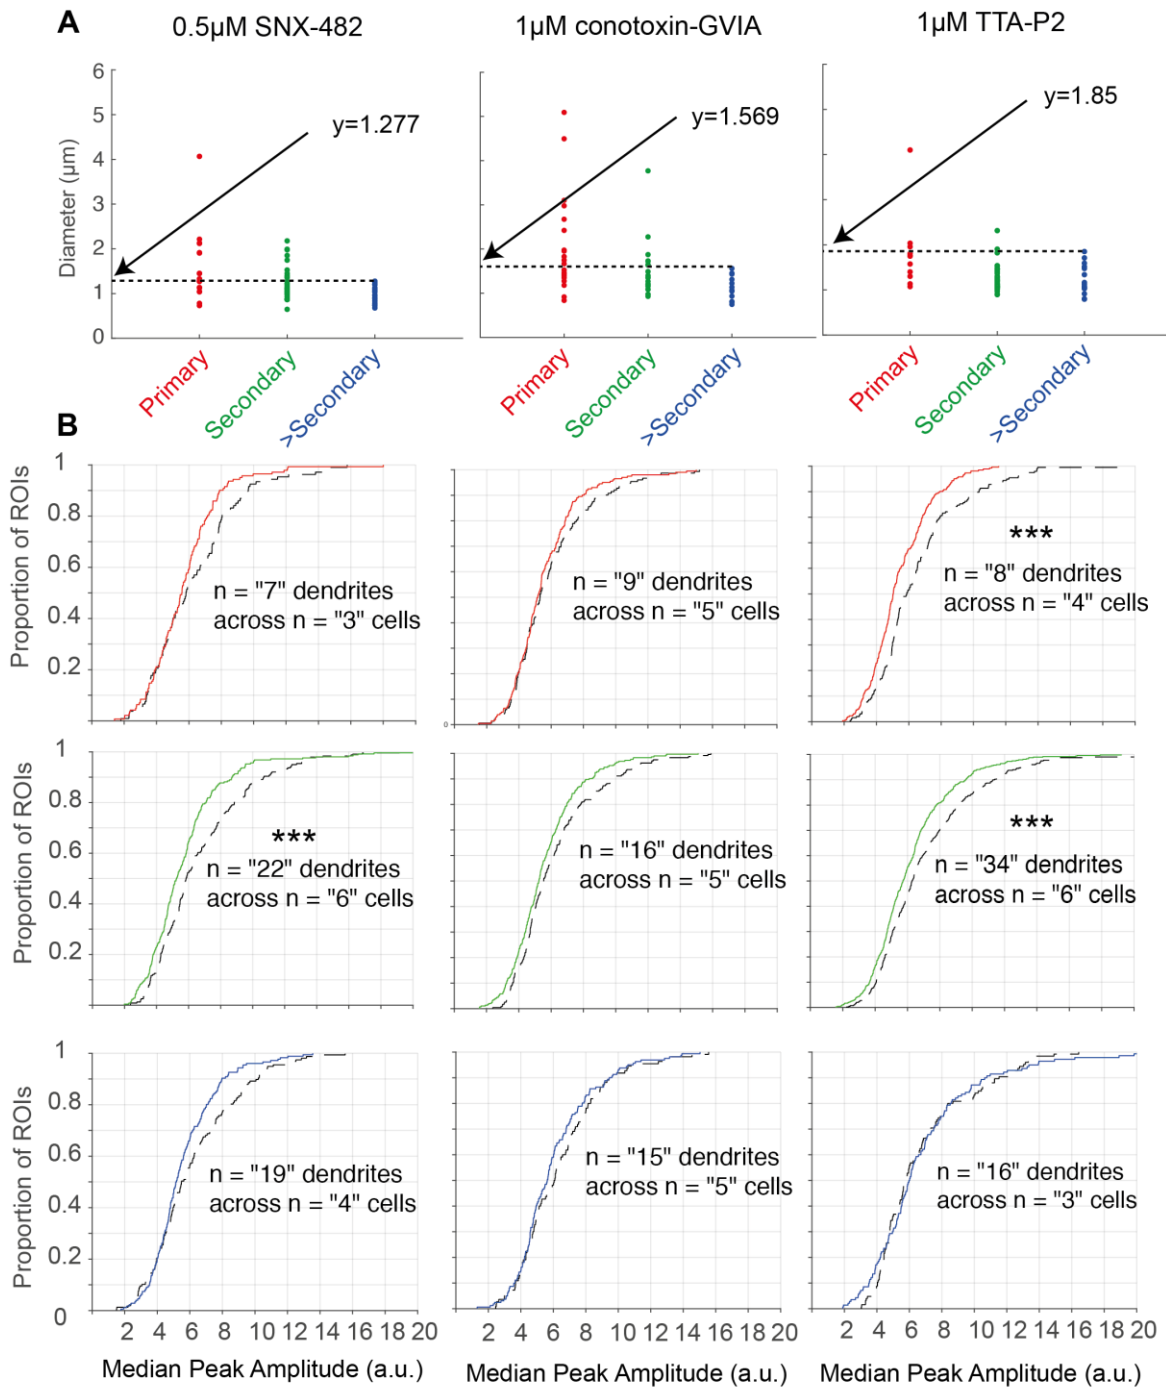 A
0.5µM SNX-482
1µM conotoxin-GVIA
1µM TTA-P2
6
5
4
3
2
1
0
Diameter (µm)
y=1.277
y=1.569
y=1.85
Primary
Secondary
>Secondary
Primary
Secondary
>Secondary
Primary
Secondary
>Secondary
B
1
0.8
0.6
0.4
0.2
Proportion of ROIs
n = "7" dendrites
across n = "3" cells
0
n = "9" dendrites
across n = "5" cells
***
n = "8" dendrites
across n = "4" cells
1
0.8
0.6
0.4
0.2
Proportion of ROIs
***
n = "22" dendrites
across n = "6" cells
n = "16" dendrites
across n = "5" cells
***
n = "34" dendrites
across n = "6" cells
1
0.8
0.6
0.4
0.2
0
Proportion of ROIs
n = "19" dendrites
across n = "4" cells
n = "15" dendrites
across n = "5" cells
n = "16" dendrites
across n = "3" cells
2 4 6 8 10 12 14 16 18 20
2 4 6 8 10 12 14 16 18 20
2 4 6 8 10 12 14 16 18 20
Median Peak Amplitude (a.u.)
Median Peak Amplitude (a.u.)
Median Peak Amplitude (a.u.)